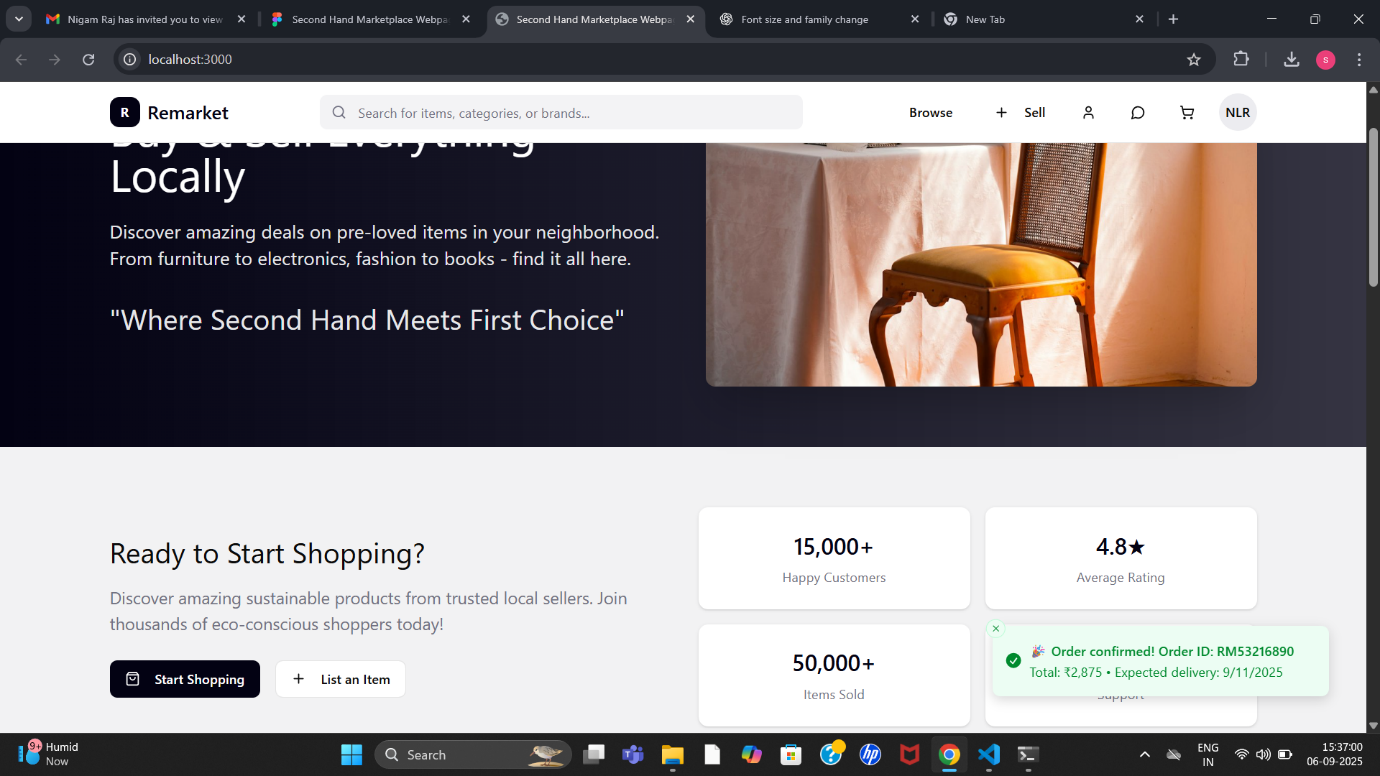 Nigam Raj has invited you to view
Second Hand Marketplace Webpa
Second Hand Marketplace Webpa
Font size and family change
New Tab
localhost:3000
S
R
Remarket
Search for items, categories, or brands...
Browse
+ Sell
NLR
Buy & Sell Everything
Locally
Discover amazing deals on pre-loved items in your neighborhood.
From furniture to electronics, fashion to books - find it all here.
"Where Second Hand Meets First Choice"
Ready to Start Shopping?
Discover amazing sustainable products from trusted local sellers. Join
thousands of eco-conscious shoppers today!
Start Shopping
+ List an Item
15,000+
Happy Customers
4.8★
Average Rating
50,000+
Items Sold
🎉 Order confirmed! Order ID: RM53216890
Total: ₹2,875 • Expected delivery: 9/11/2025
Support
9+
Humid
Now
Search
hp
ENG
IN
15:37:00
06-09-2025